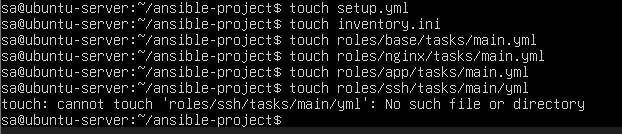 sa@ubuntu-server:~/ansible-project$ touch setup.yml
sa@ubuntu-server:~/ansible-project$ touch inventory.ini
sa@ubuntu-server:~/ansible-project$ touch roles/base/tasks/main.yml
sa@ubuntu-server:~/ansible-project$ touch roles/nginx/tasks/main.yml
sa@ubuntu-server:~/ansible-project$ touch roles/app/tasks/main.yml
sa@ubuntu-server:~/ansible-project$ touch roles/ssh/tasks/main/yml
touch: cannot touch 'roles/ssh/tasks/main/yml': No such file or directory
sa@ubuntu-server:~/ansible-project$